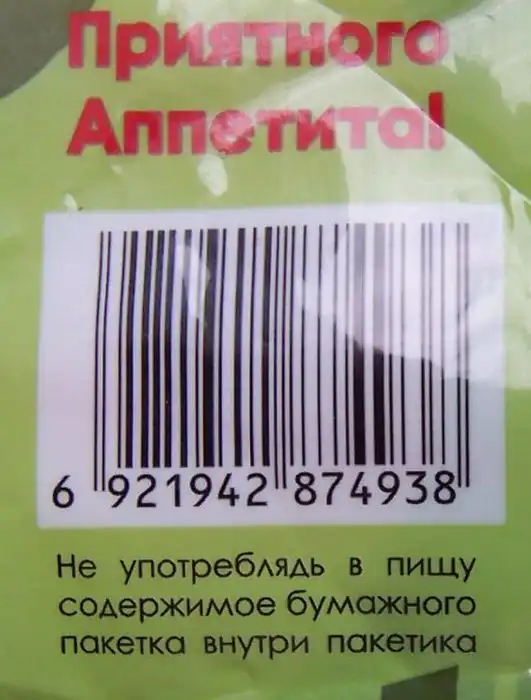 Приятного
Аппетита!
6 921942 874938
Не употреблядь в пищу
содержимое бумажного
пакетка внутри пакетика